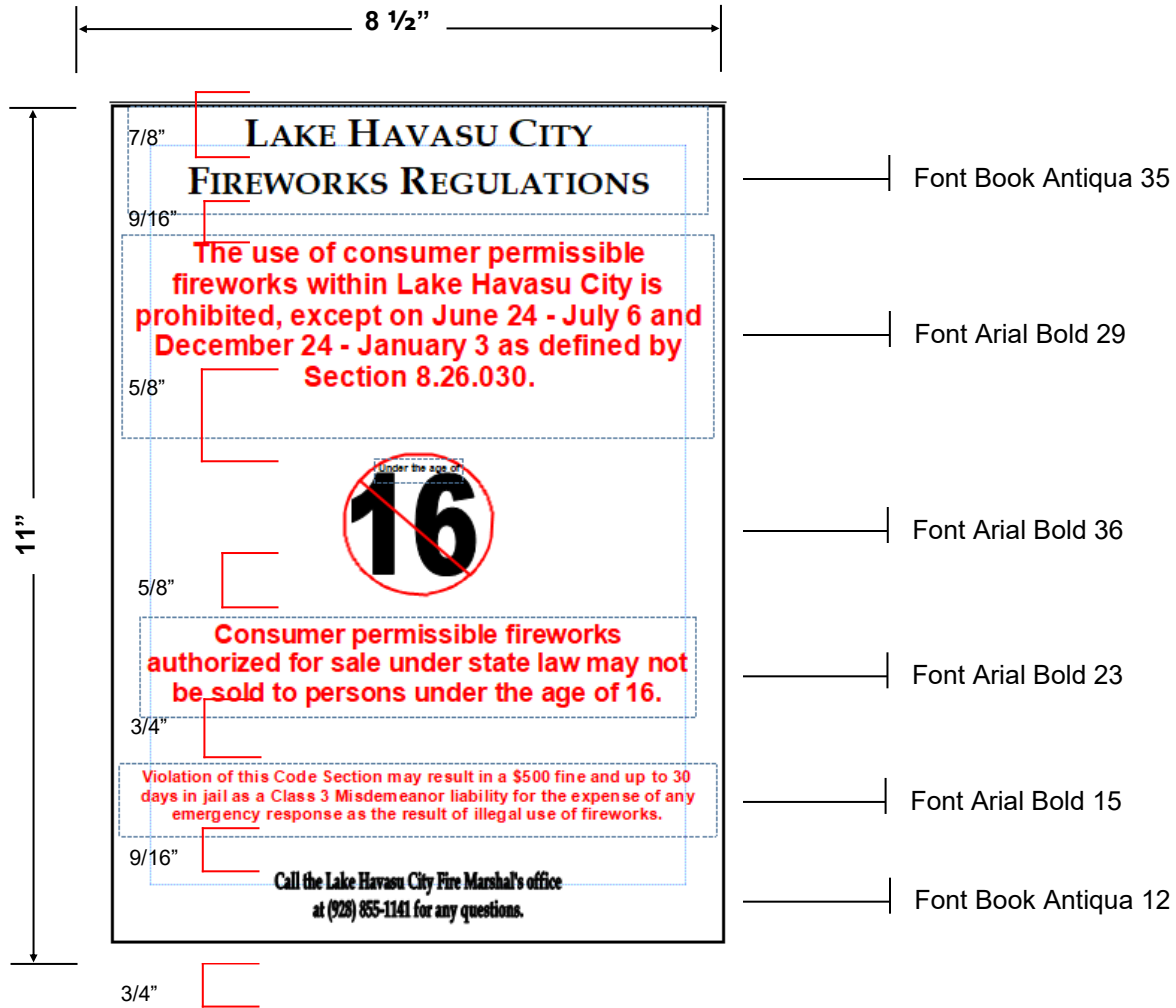 8 ½”
7/8”
LAKE HAVASU CITY
FIREWORKS REGULATIONS
Font Book Antiqua 35
9/16”
The use of consumer permissible
fireworks within Lake Havasu City is
prohibited, except on June 24 - July 6 and
December 24 - January 3 as defined by
Section 8.26.030.
Font Arial Bold 29
5/8”
Under the age of
16
Font Arial Bold 36
11”
5/8”
Consumer permissible fireworks
authorized for sale under state law may not
be sold to persons under the age of 16.
Font Arial Bold 23
3/4”
Violation of this Code Section may result in a $500 fine and up to 30
days in jail as a Class 3 Misdemeanor liability for the expense of any
emergency response as the result of illegal use of fireworks.
Font Arial Bold 15
9/16”
Call the Lake Havasu City Fire Marshal's office
at (928) 855-1141 for any questions.
Font Book Antiqua 12
3/4”